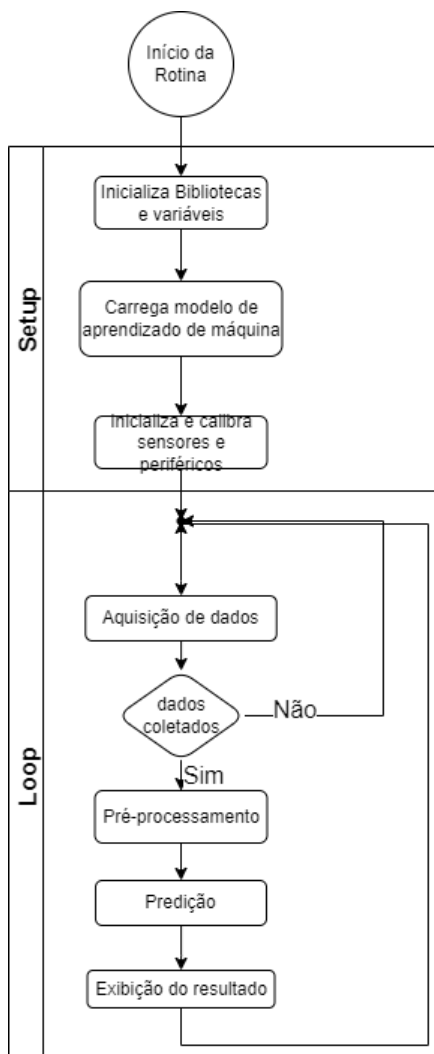 Início da
Rotina
Setup
Inicializa Bibliotecas
e variáveis
Carrega modelo de
aprendizado de máquina
Inicializa e calibra
sensores e
periféricos
Loop
Aquisição de dados
dados
coletados
Não
Sim
Pré-processamento
Predição
Exibição do resultado